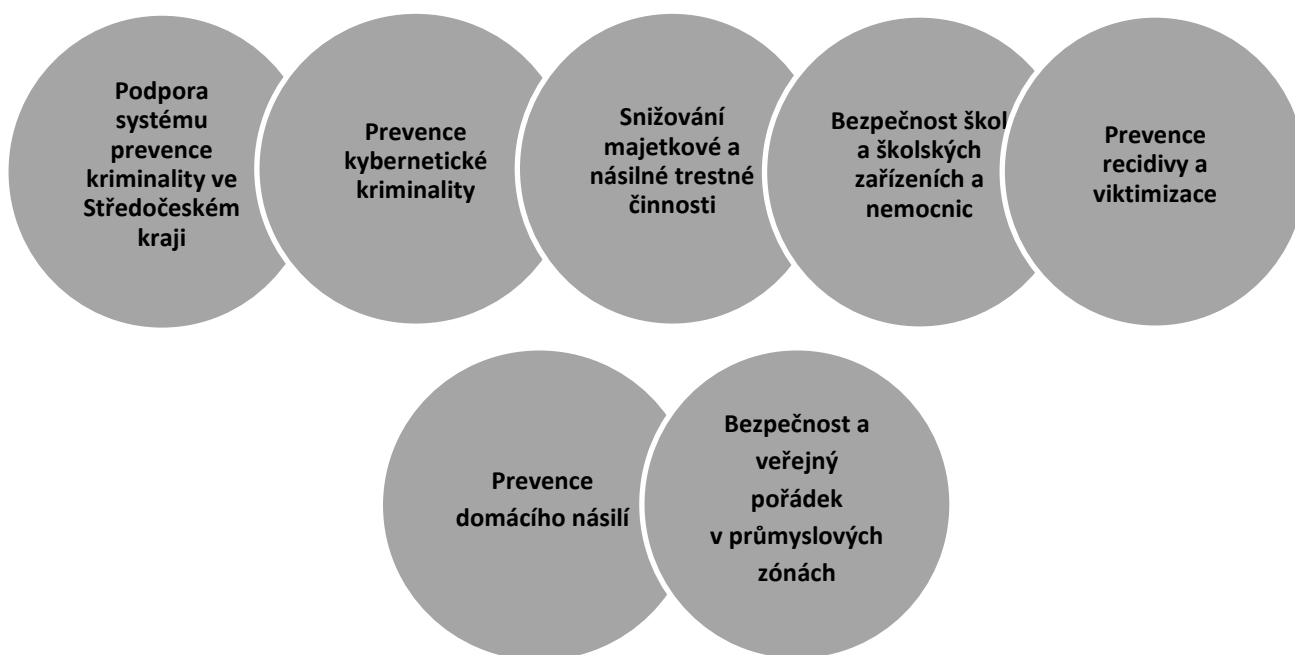 Podpora
systému
prevence
kriminality ve
Středočeském
kraji
Prevence
kybernetické
kriminality
Snižování
majetkové a
násilné trestné
činnosti
Bezpečnost škol
a školských
zařízeních a
nemocnic
Prevence
recidivy a
viktimizace
Prevence
domácího násilí
Bezpečnost a
veřejný
pořádek
v průmyslových
zónách